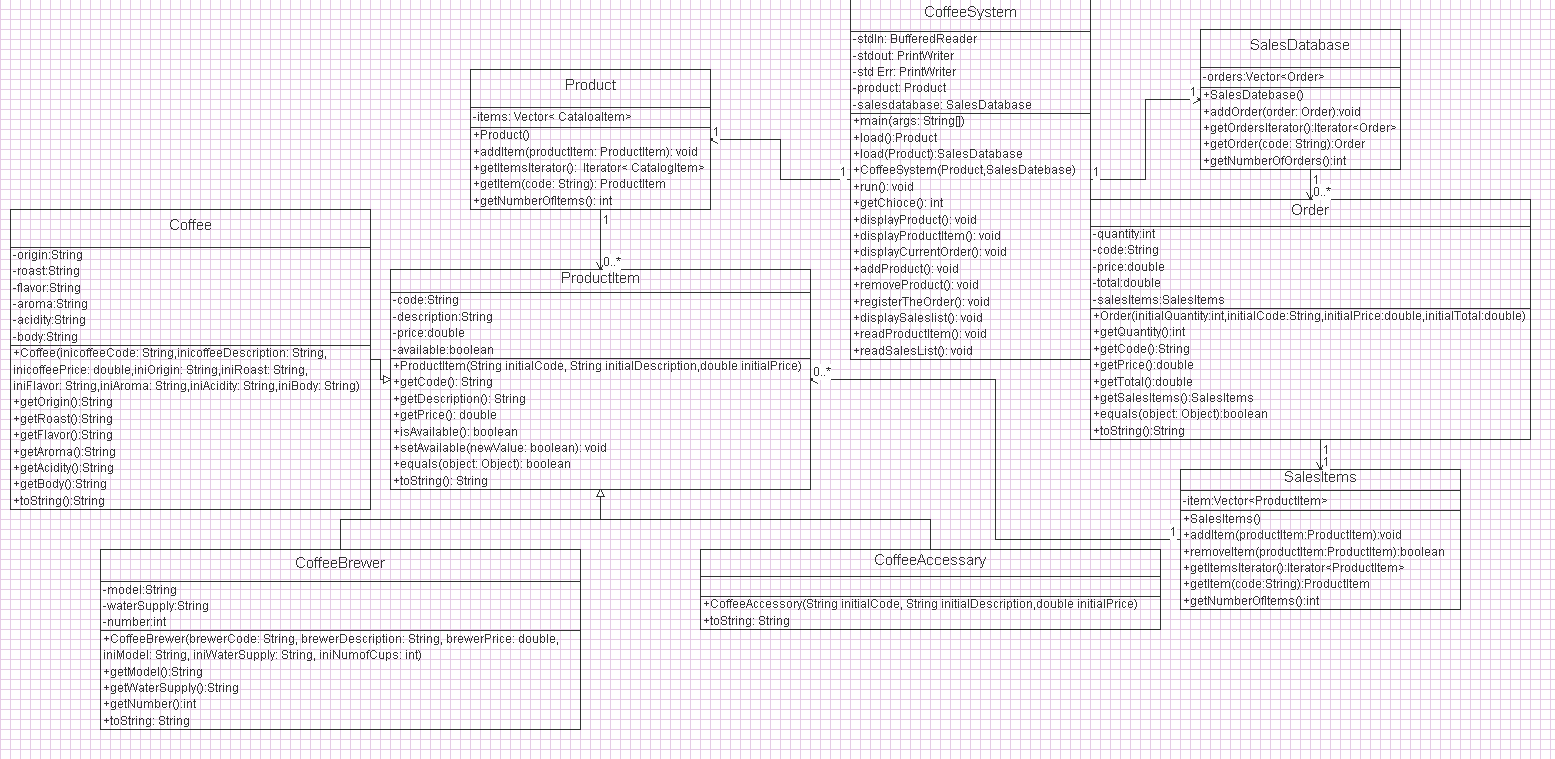 CoffeeSystem
-stdIn: BufferedReader
-stdout: PrintWriter
-std Err: PrintWriter
-product: Product
-salesdatabase: SalesDatabase
+main(args: String[])
+load():Product
+load(Product):SalesDatabase
+CoffeeSystem(Product,SalesDatebase)
+run(): void
+getChioce(): int
+displayProduct(): void
+displayProductItem(): void
+displayCurrentOrder(): void
+addProduct(): void
+removeProduct(): void
+registerTheOrder(): void
+displaySaleslist(): void
+readProductItem(): void
+readSalesList(): void
SalesDatabase
-orders:Vector<Order>
+SalesDatebase()
+addOrder(order: Order):void
+getOrdersIterator():Iterator<Order>
+getOrder(code: String):Order
+getNumberOfOrders():int
Product
-items: Vector< CataloaItem>
+Product()
+addItem(productItem: ProductItem): void
+getItemsIterator(): Iterator< CatalogItem>
+getItem(code: String): ProductItem
+getNumberOfItems(): int
1
1
1
1
1
0..*
1
0..*
Coffee
-origin:String
-roast:String
-flavor:String
-aroma:String
-acidity:String
-body:String
+Coffee(inicoffeeCode: String,inicoffeeDescription: String,
inicoffeePrice: double,iniOrigin: String,iniRoast: String,
iniFlavor: String,iniAroma: String,iniAcidity: String,iniBody: String)
+getOrigin():String
+getRoast():String
+getFlavor():String
+getAroma():String
+getAcidity():String
+getBody():String
+toString():String
ProductItem
-code:String
-description:String
-price:double
-available:boolean
+ProductItem(String initialCode, String initialDescription,double initialPrice)
+getCode(): String
+getDescription(): String
+getPrice(): double
+isAvailable(): boolean
+setAvailable(newValue: boolean): void
+equals(object: Object): boolean
+toString(): String
0..*
Order
-quantity:int
-code:String
-price:double
-total:double
-salesItems:SalesItems
+Order(initialQuantity:int,initialCode:String,initialPrice:double,initialTotal:double)
+getQuantity():int
+getCode():String
+getPrice():double
+getTotal():double
+getSalesItems():SalesItems
+equals(object: Object):boolean
+toString():String
1
1
SalesItems
-item:Vector<ProductItem>
+SalesItems()
+addItem(productItem:ProductItem):void
+removeItem(productItem:ProductItem):boolean
+getItemsIterator():Iterator<ProductItem>
+getItem(code:String):ProductItem
+getNumberOfItems():int
1
CoffeeBrewer
-model:String
-waterSupply:String
-number:int
+CoffeeBrewer(brewerCode: String, brewerDescription: String, brewerPrice: double,
iniModel: String, iniWaterSupply: String, iniNumofCups: int)
+getModel():String
+getWaterSupply():String
+getNumber():int
+toString: String
CoffeeAccessary
+CoffeeAccessory(String initialCode, String initialDescription,double initialPrice)
+toString: String